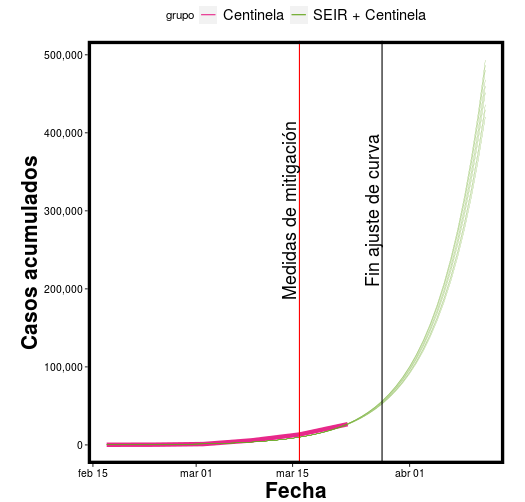 grupo Centinela SEIR + Centinela
Casos acumulados
500,000
400,000
300,000
200,000
100,000
0
Medidas de mitigación
Fin ajuste de curva
feb 15 mar 01 mar 15 abr 01
Fecha